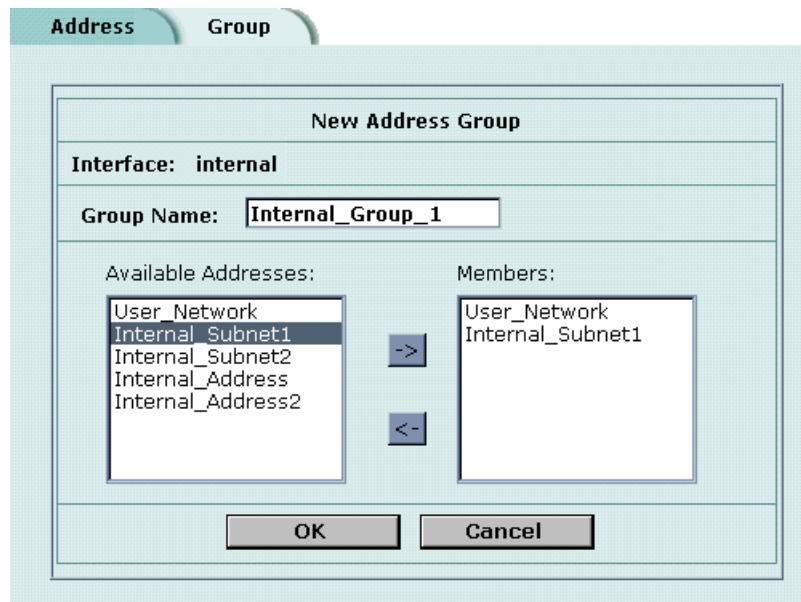 Address Group
New Address Group
Interface: internal
Group Name: Internal_Group_1
Available Addresses: Members:
User_Network User_Network
Internal_Subnet1 Internal_Subnet1
Internal_Subnet2
Internal_Address
Internal_Address2
->
<-
OK Cancel